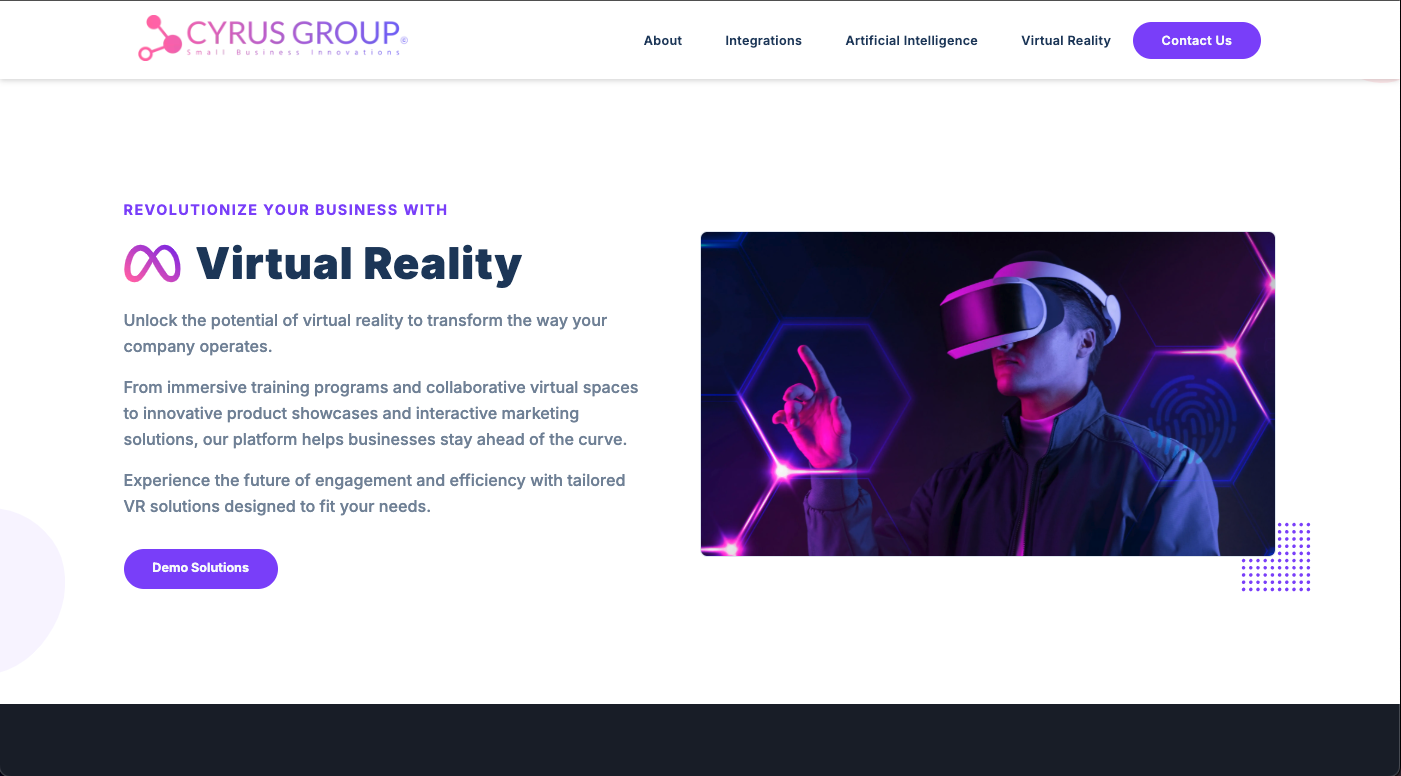 CYRUS GROUP©
Small Business Innovations
About
Integrations
Artificial Intelligence
Virtual Reality
Contact Us
REVOLUTIONIZE YOUR BUSINESS WITH
Virtual Reality
Unlock the potential of virtual reality to transform the way your
company operates.
From immersive training programs and collaborative virtual spaces
to innovative product showcases and interactive marketing
solutions, our platform helps businesses stay ahead of the curve.
Experience the future of engagement and efficiency with tailored
VR solutions designed to fit your needs.
Demo Solutions